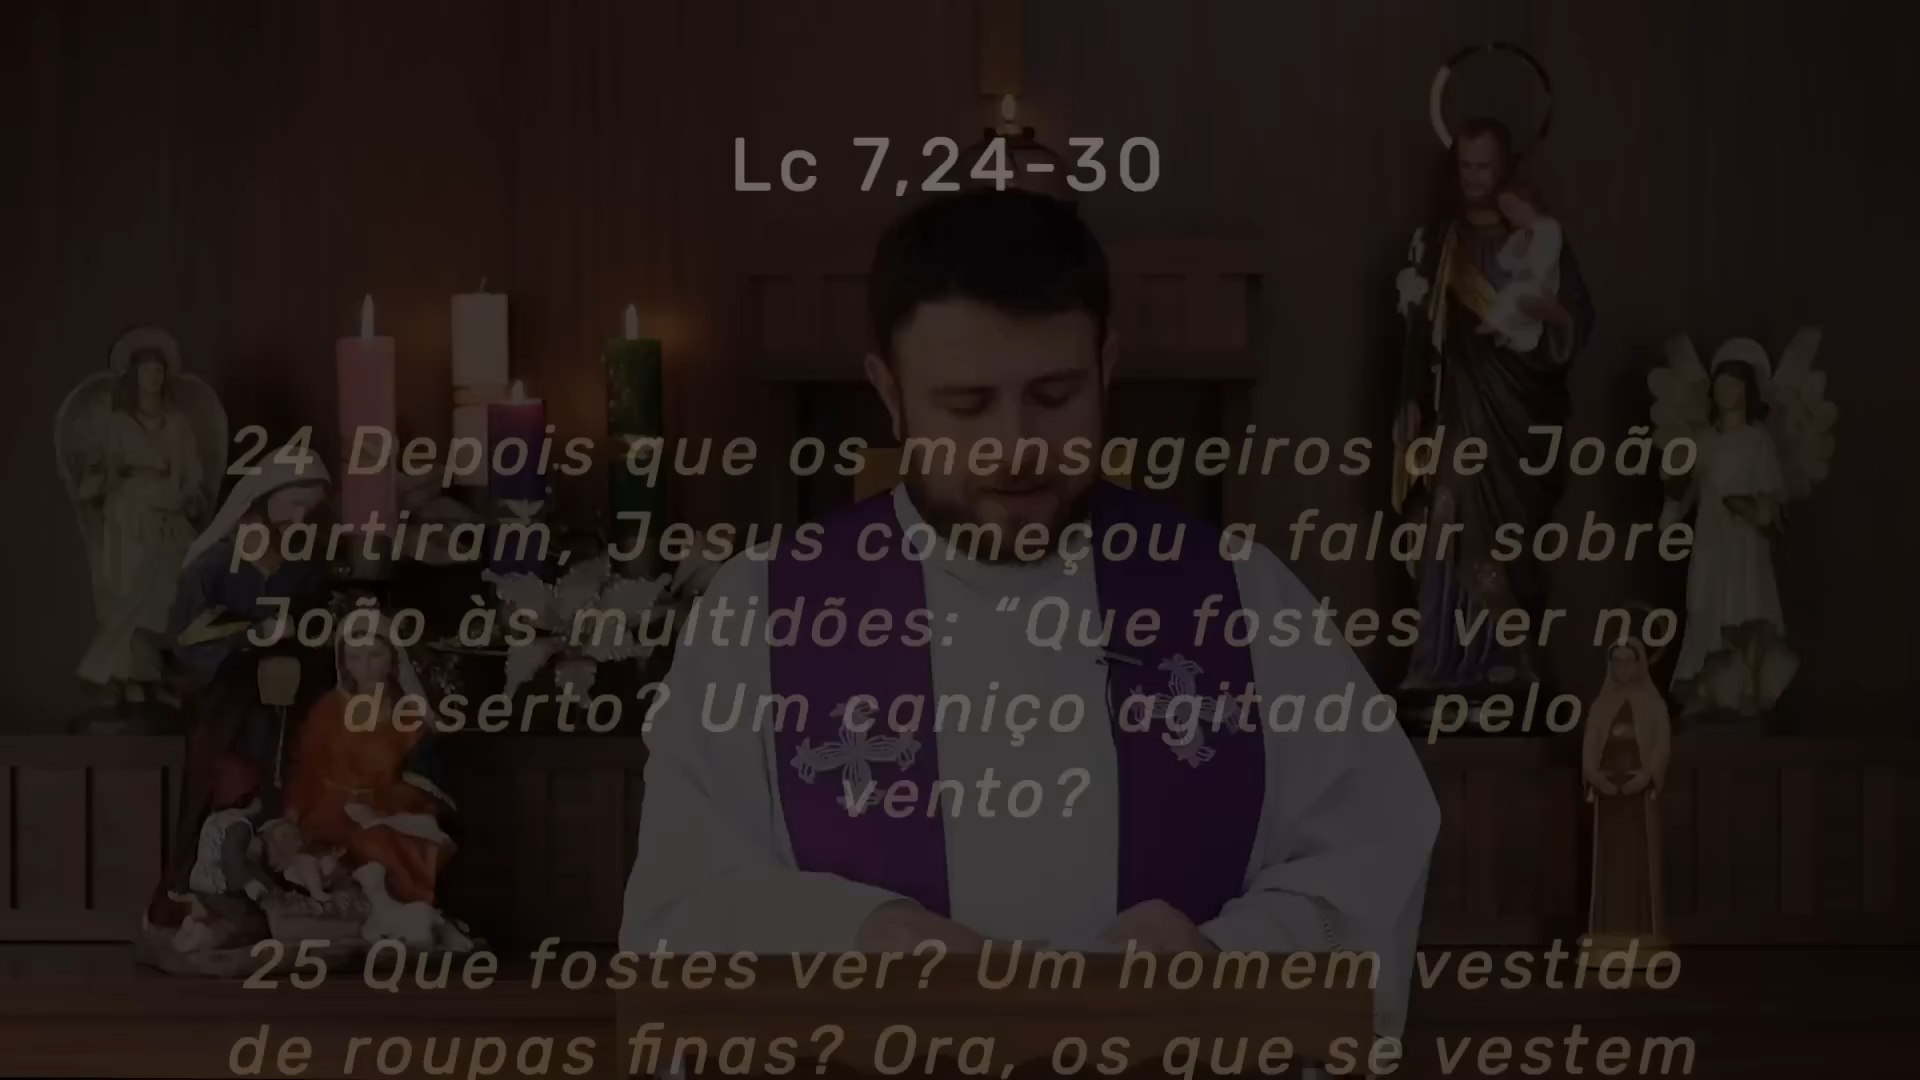 Lc 7,24-30
24 Depois que os mensageiros de João
partiram, Jesus começou a falar sobre
João às multidões: “Que fostes ver no
deserto? Um caniço agitado pelo
vento?
25 Que fostes ver? Um homem vestido
de roupas finas? Ora, os que se vestem